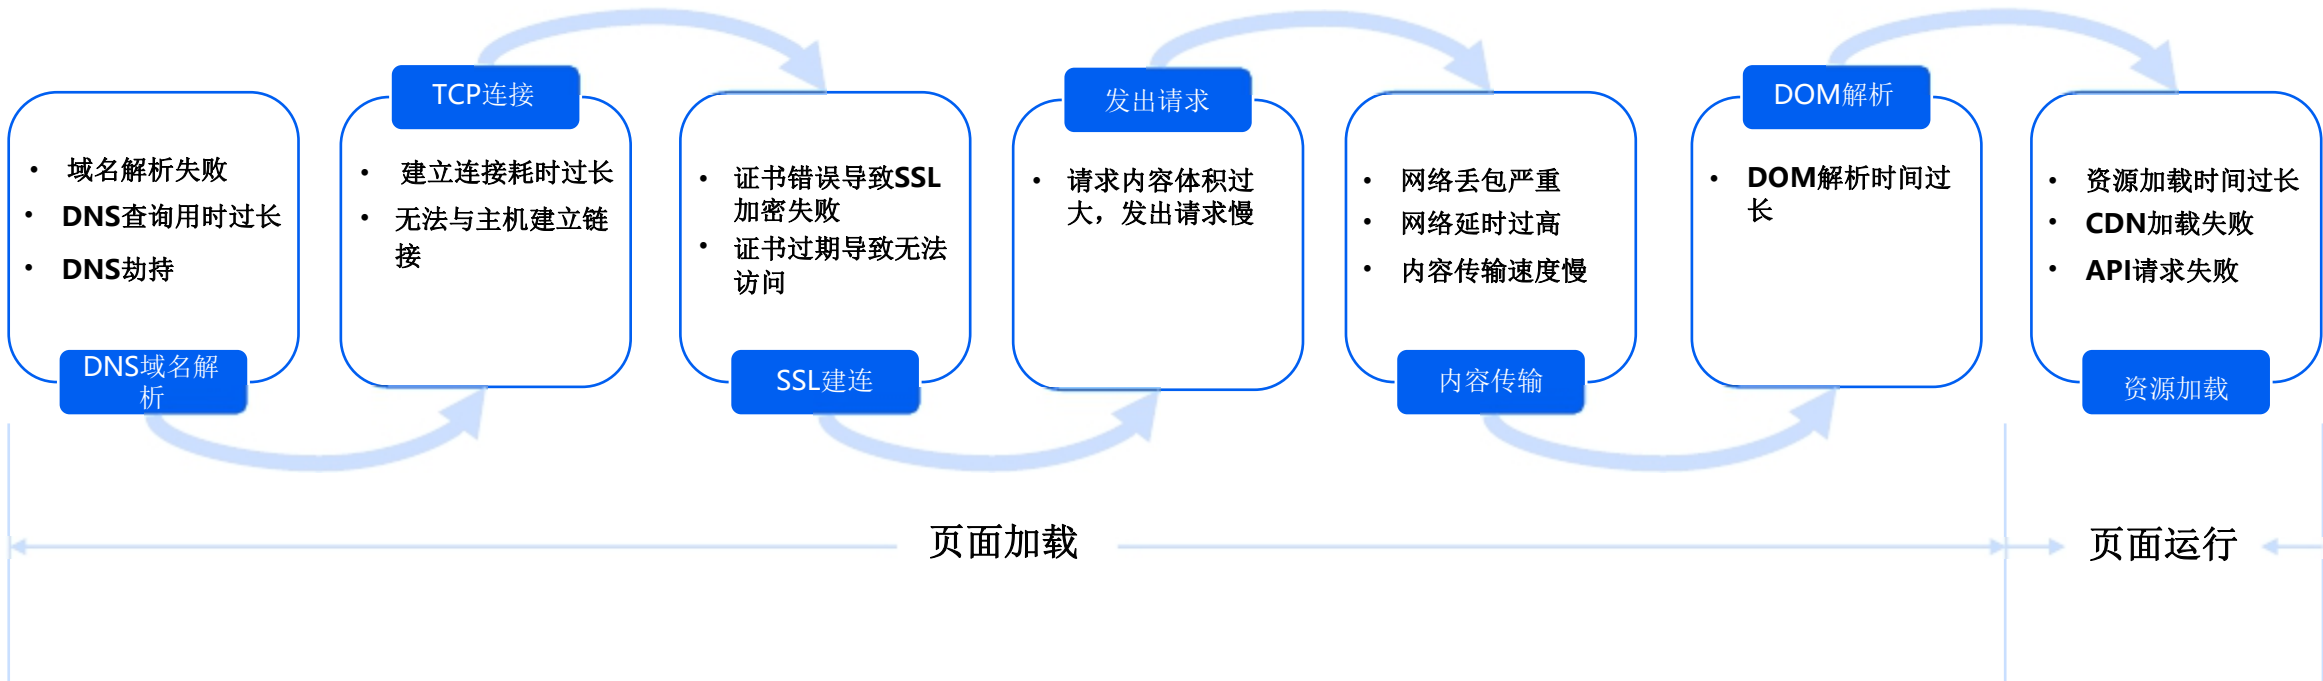 • 域名解析失败
• DNS查询用时过长
• DNS劫持
DNS域名解
析
TCP连接
• 建立连接耗时过长
• 无法与主机建立链
接
• 证书错误导致SSL
加密失败
• 证书过期导致无法
访问
SSL建连
发出请求
• 请求内容体积过
大，发出请求慢
• 网络丢包严重
• 网络延时过高
• 内容传输速度慢
内容传输
DOM解析
• DOM解析时间过
长
• 资源加载时间过长
• CDN加载失败
• API请求失败
资源加载
页面加载
页面运行